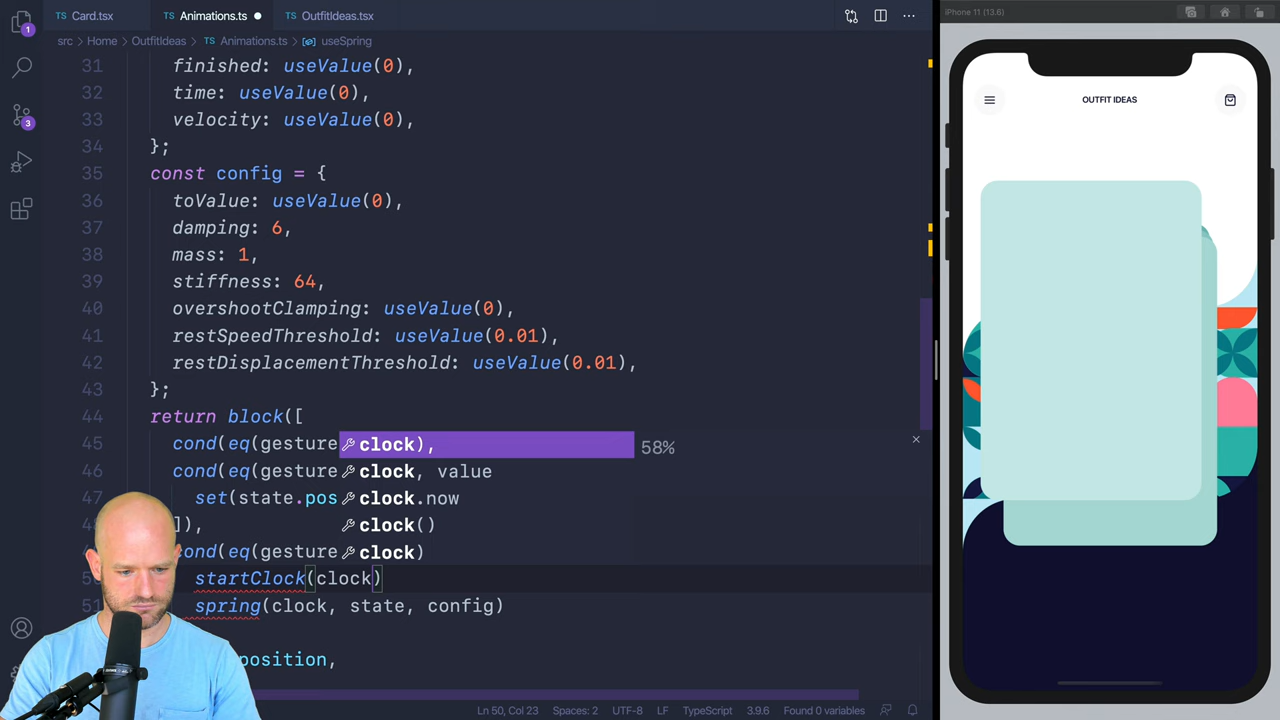 Card.tsx
TS Animations.ts
TS OutfitIdeas.tsx
iPhone 11 (13.6)
src > Home > OutfitIdeas > TS Animations.ts > useSpring
1
3
31 finished: useValue(0),
32 time: useValue(0),
33 velocity: useValue(0),
34 };
35 const config = {
36 toValue: useValue(0),
37 damping: 6,
38 mass: 1,
39 stiffness: 64,
40 overshootClamping: useValue(0),
41 restSpeedThreshold: useValue(0.01),
42 restDisplacementThreshold: useValue(0.01),
43 };
44 return block([
45 cond(eq(gesture
46 cond(eq(gesture
47 set(state.pos
]),
cond(eq(gesture
startClock(clock)
51 spring(clock, state, config)
position,
clock), 58%
clock, value
clock.now
clock()
clock)
Ln 50, Col 23 Spaces: 2 UTF-8 LF TypeScript 3.9.6 Found 0 variables
OUTFIT IDEAS